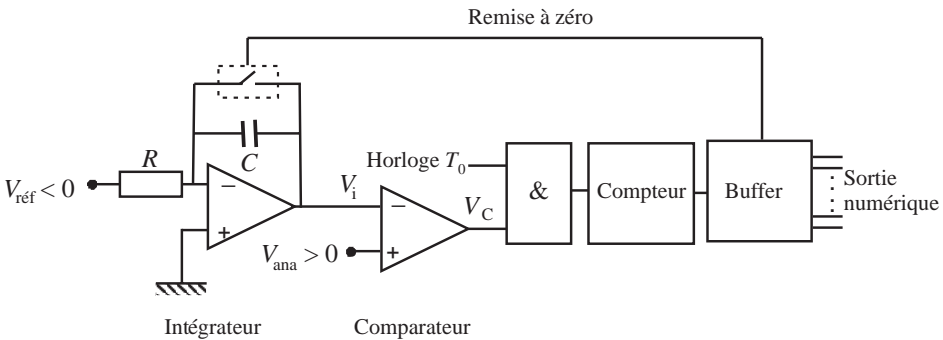 Remise à zéro
R
C
V_réf < 0
−
+
V_i
Horloge T_0
V_ana > 0
−
+
V_C
&
Compteur
Buffer
Sortie
numérique
Intégrateur
Comparateur